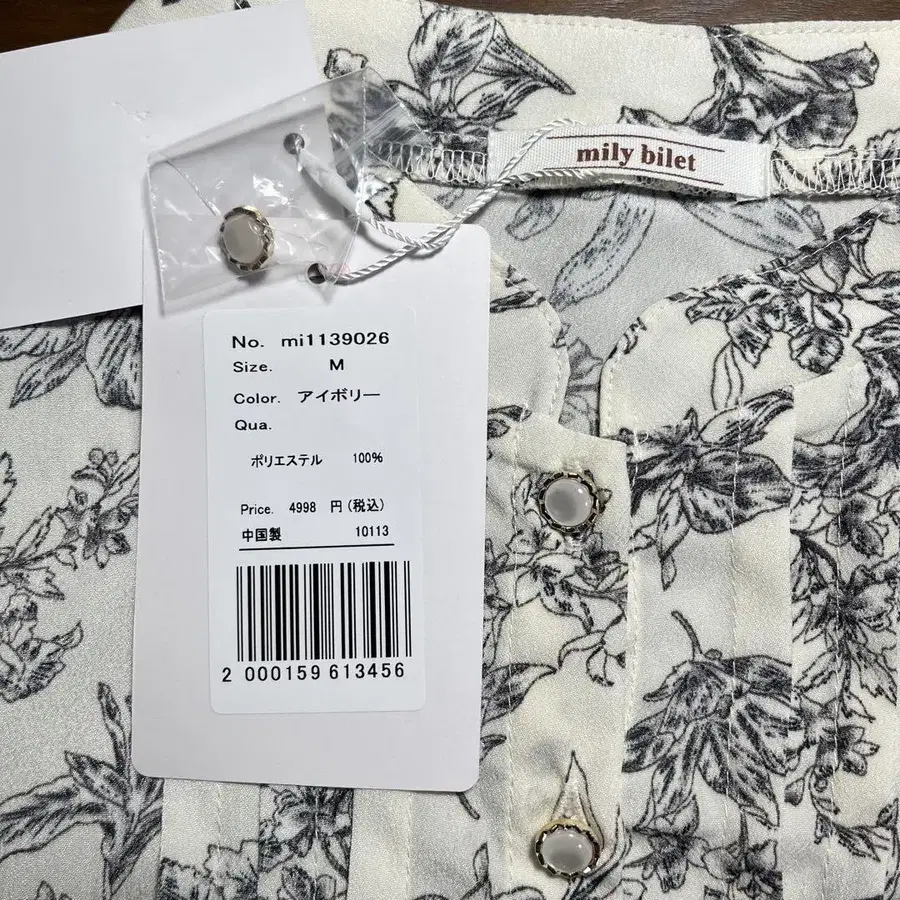 mily bilet
No. mi1139026
Size. M
Color. アイボリー
Qua.
ポリエステル 100%
Price. 4998 円(税込)
中国製 10113
2 000159 613456